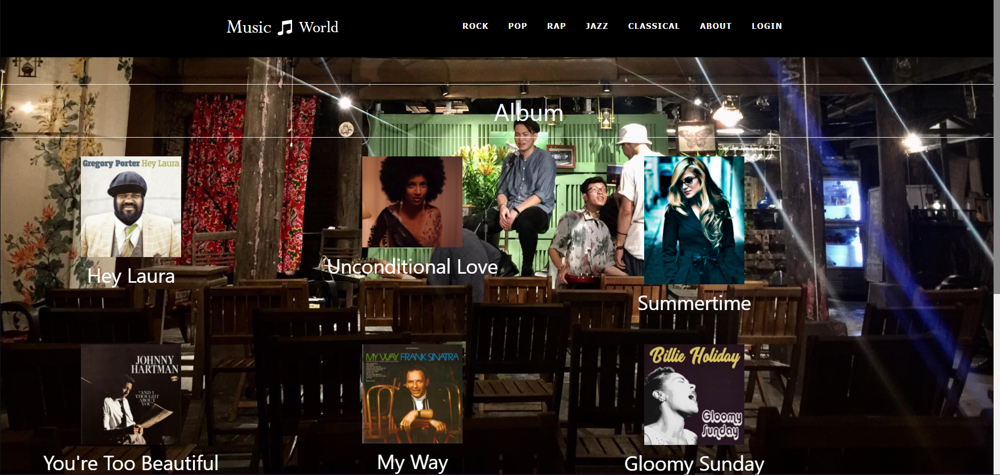 Music World
ROCK POP RAP JAZZ CLASSICAL ABOUT LOGIN
Album
Gregory Porter Hey Laura
Hey Laura
Unconditional Love
Summertime
JOHNNY
HARTMAN
"AND I
THOUGHT
ABOUT
YOU"
You're Too Beautiful
MY WAY FRANK SINATRA
My Way
Billie Holiday
Gloomy
Sunday
Gloomy Sunday